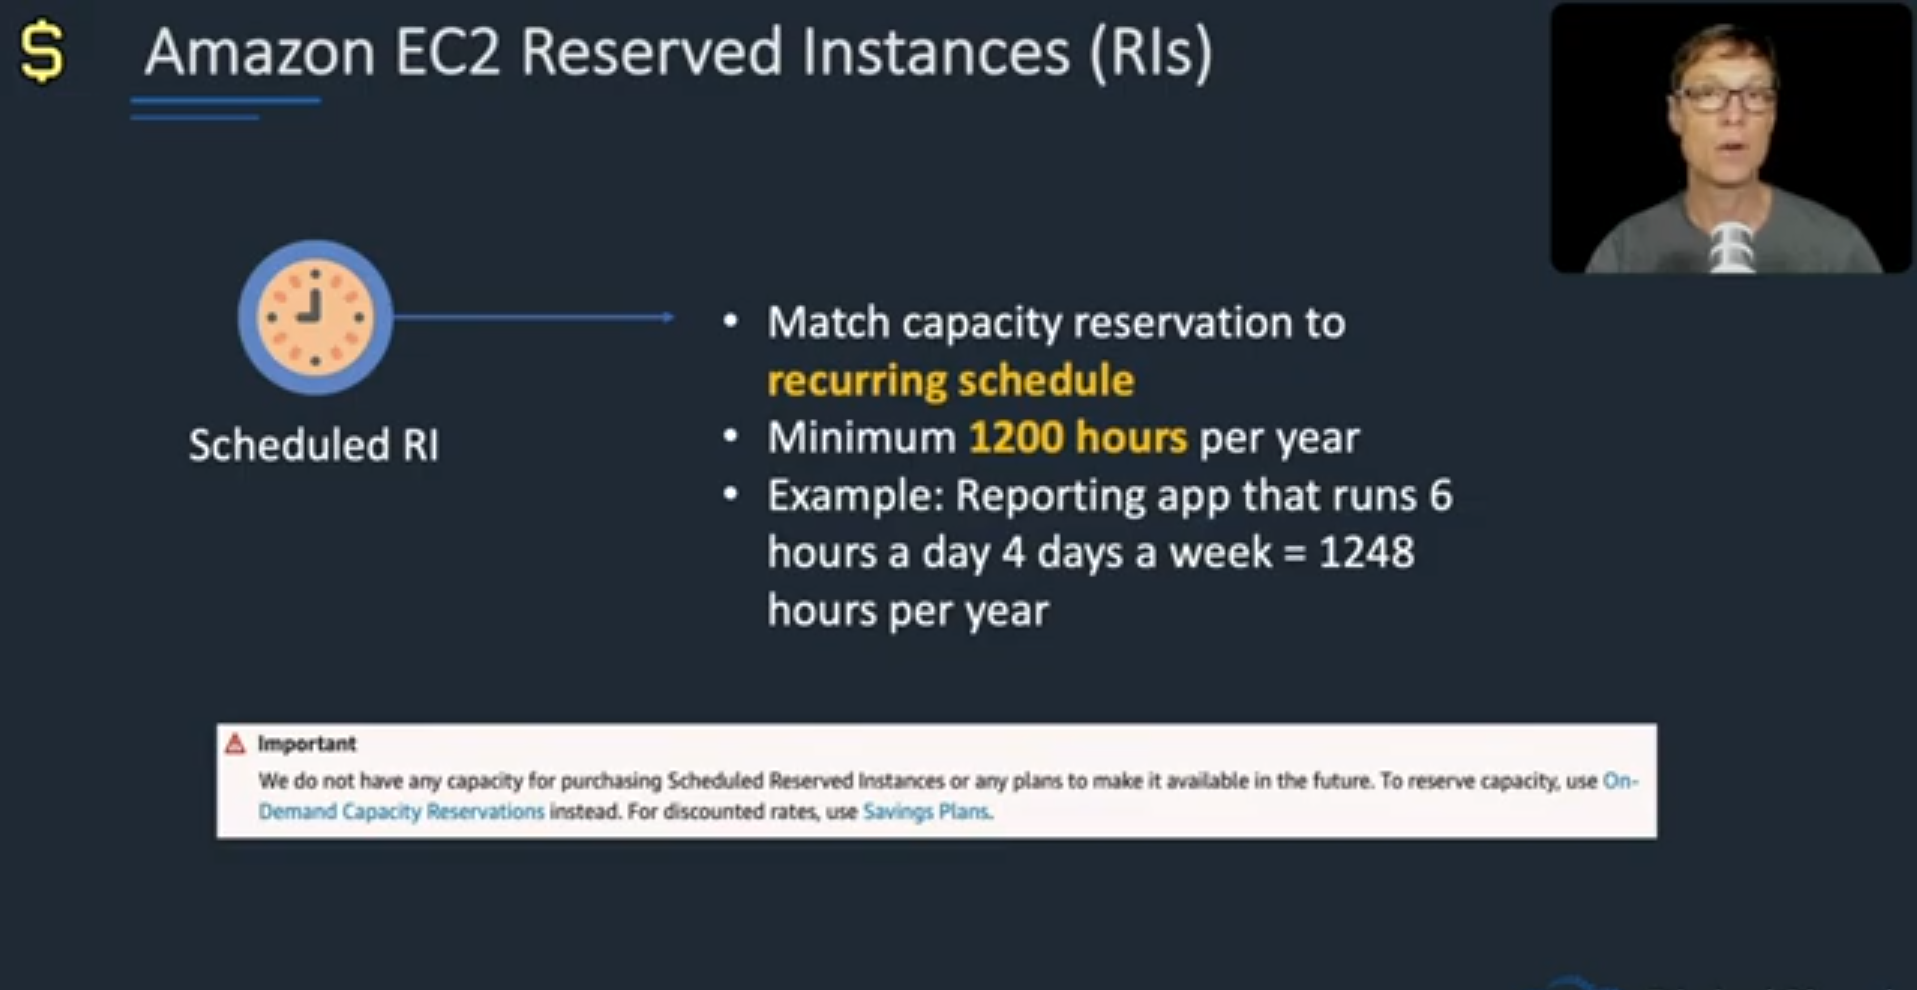 $ Amazon EC2 Reserved Instances (RIs)
Scheduled RI
• Match capacity reservation to
recurring schedule
• Minimum 1200 hours per year
• Example: Reporting app that runs 6
hours a day 4 days a week = 1248
hours per year
Important
We do not have any capacity for purchasing Scheduled Reserved Instances or any plans to make it available in the future. To reserve capacity, use On-
Demand Capacity Reservations instead. For discounted rates, use Savings Plans.